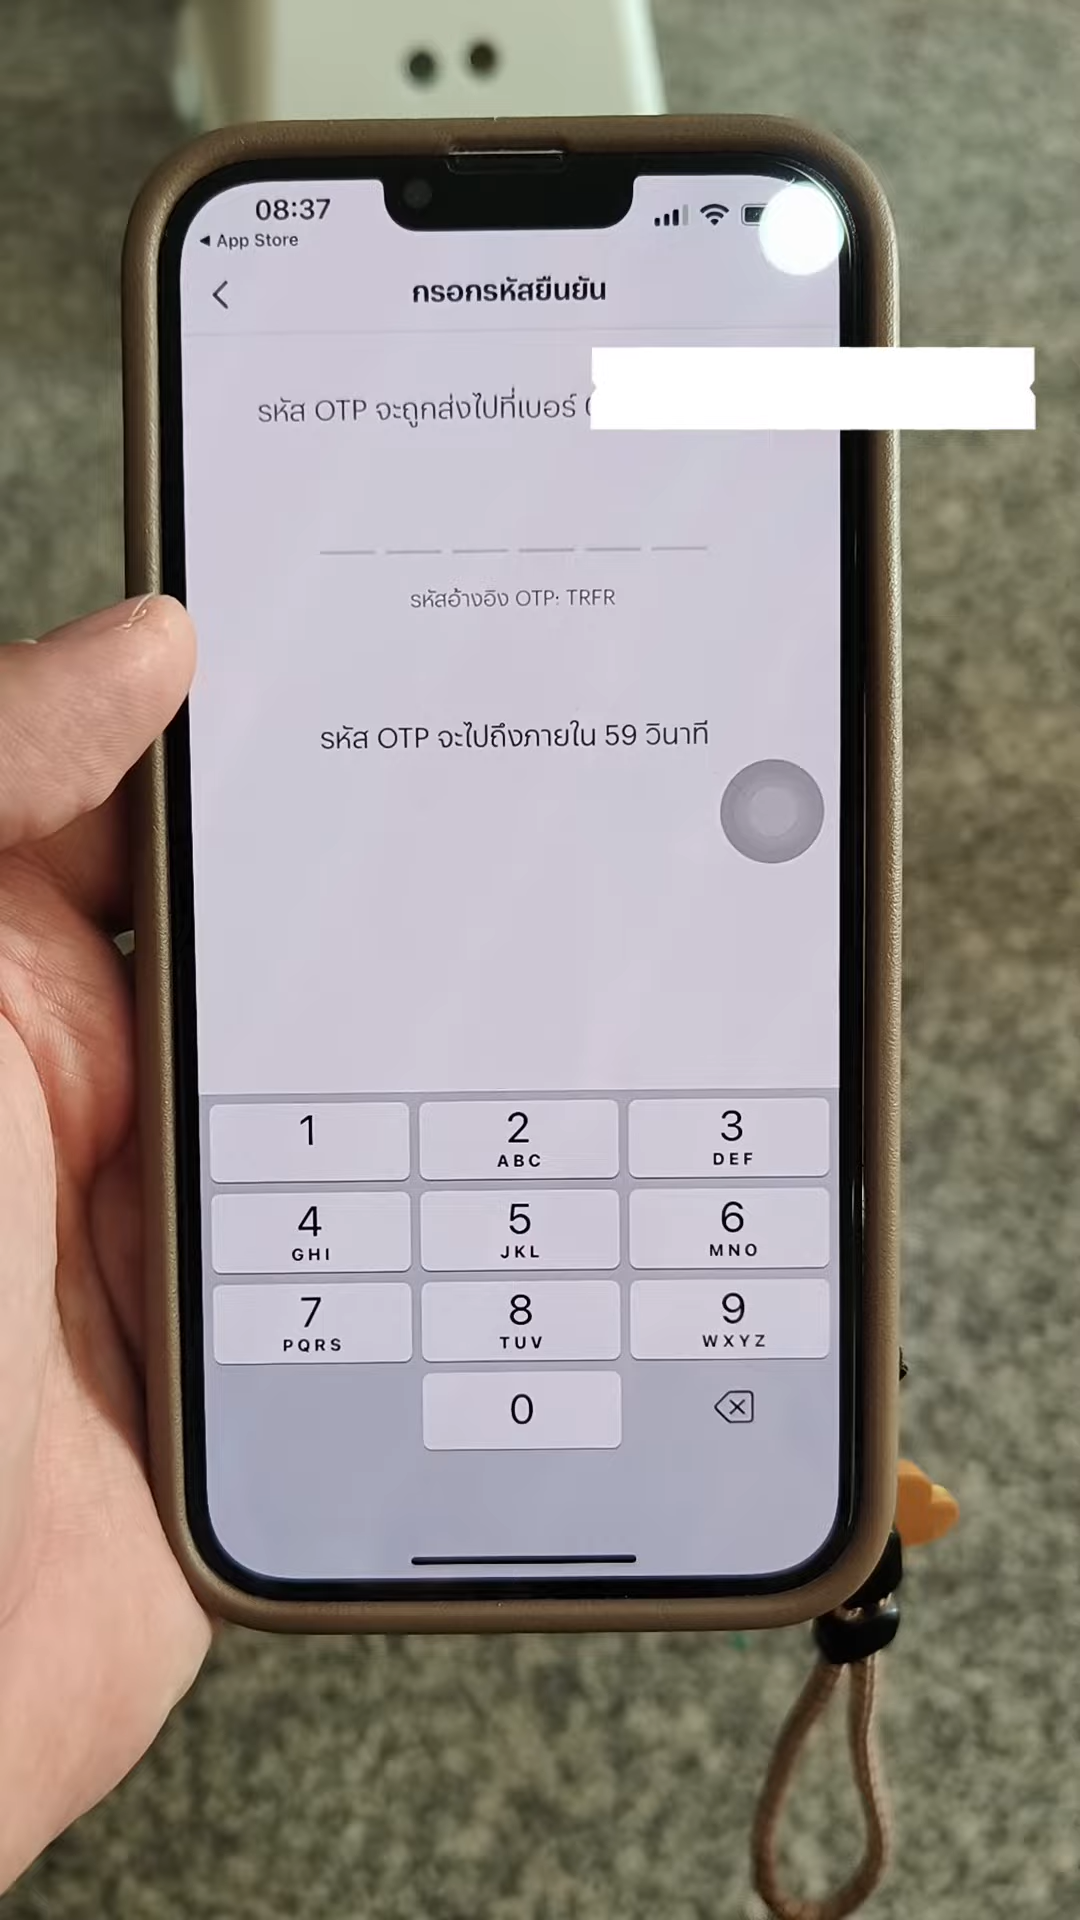 08:37
◀ App Store
กรอกรหัสยืนยัน
รหัส OTP จะถูกส่งไปที่เบอร์
รหัสอ้างอิง OTP: TRFR
รหัส OTP จะไปถึงภายใน 59 วินาที
1
2
3
ABC
DEF
4
5
6
GHI
JKL
MNO
7
8
9
PQRS
TUV
WXYZ
0